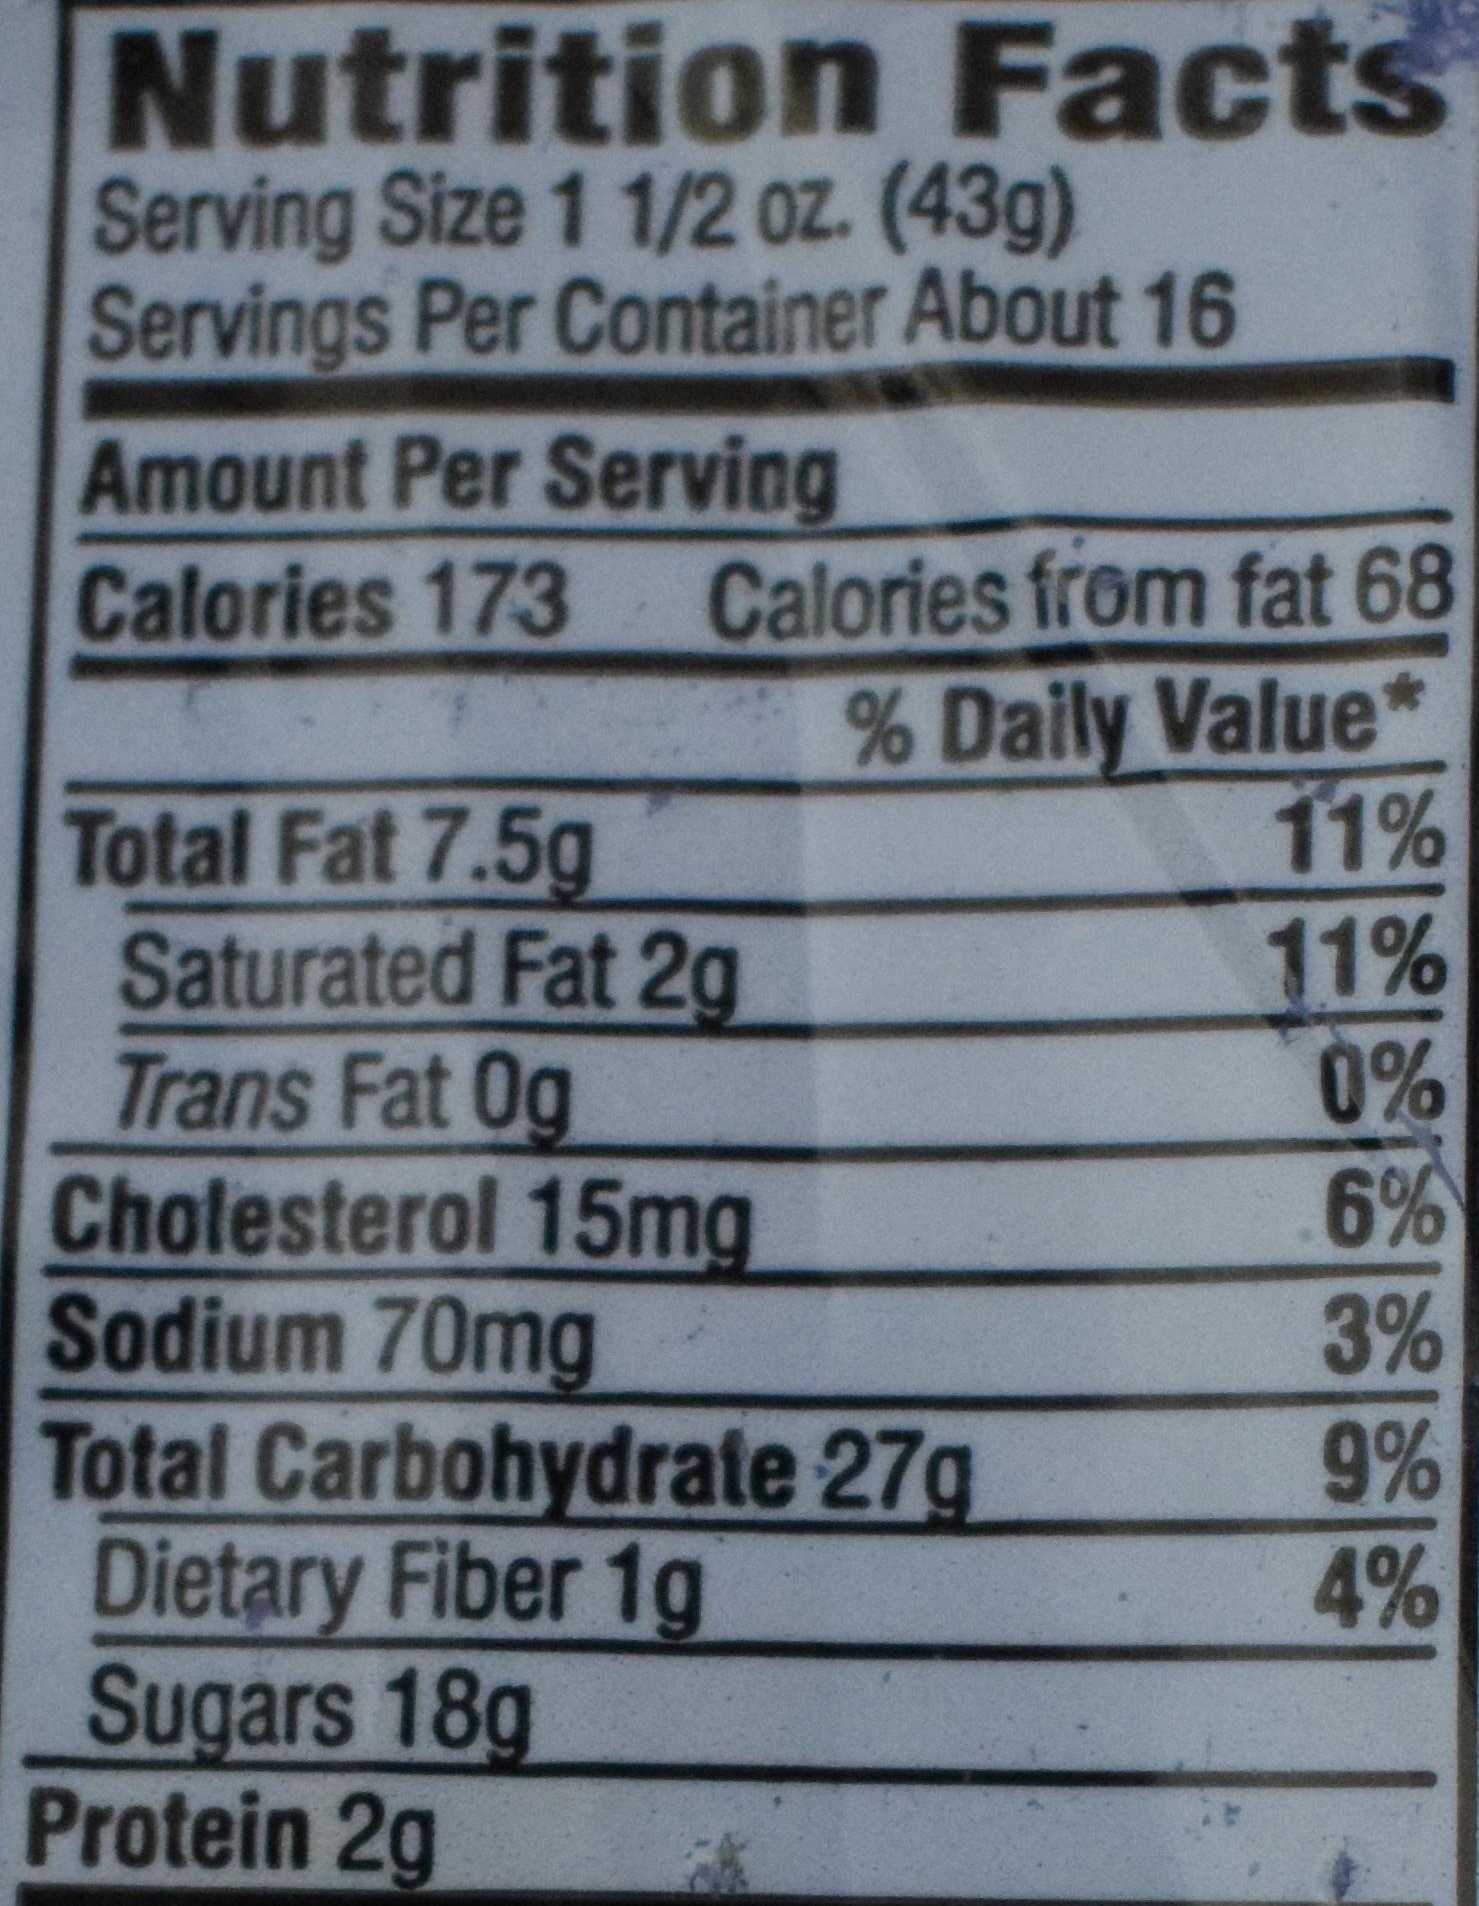 Nutrition Facts
Serving Size 1 1/2 oz. (43g)
Servings Per Container About 16
Amount Per Serving
Calories 173 Calories from fat 68
% Daily Value*
Total Fat 7.5g 11%
Saturated Fat 2g 11%
Trans Fat 0g 0%
Cholesterol 15mg 6%
Sodium 70mg 3%
Total Carbohydrate 27g 9%
Dietary Fiber 1g 4%
Sugars 18g
Protein 2g